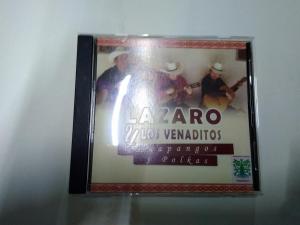 LAZARO
Y LOS VENADITOS
Huapangos
y Polkas